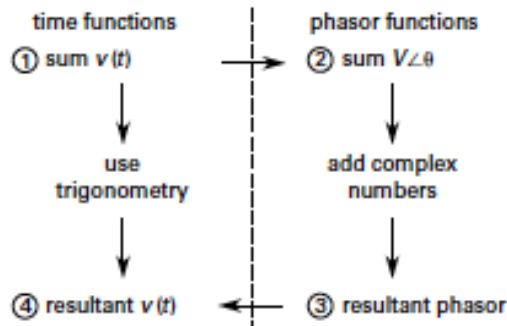 time functions
① sum v(t)
use
trigonometry
④ resultant v(t)
phasor functions
② sum V∠θ
add complex
numbers
③ resultant phasor